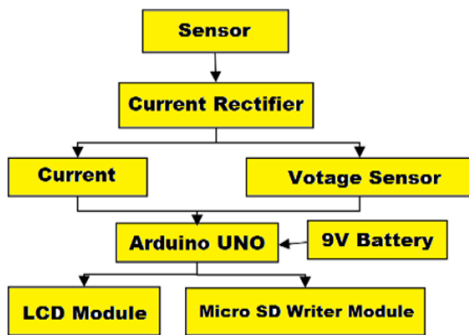 Sensor
Current Rectifier
Current
Votage Sensor
Arduino UNO
9V Battery
LCD Module
Micro SD Writer Module